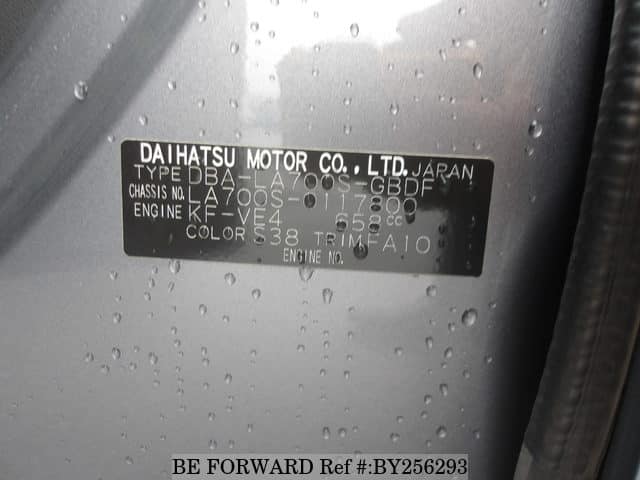 DAIHATSU MOTOR CO., LTD. JAPAN
TYPE DBA-LA700S-GBDF
CHASSIS NO. LA700S-0117800
ENGINE KF-VE4 658cc
COLOR S38 TRIM FA10
ENGINE NO.
BE FORWARD Ref #:BY256293